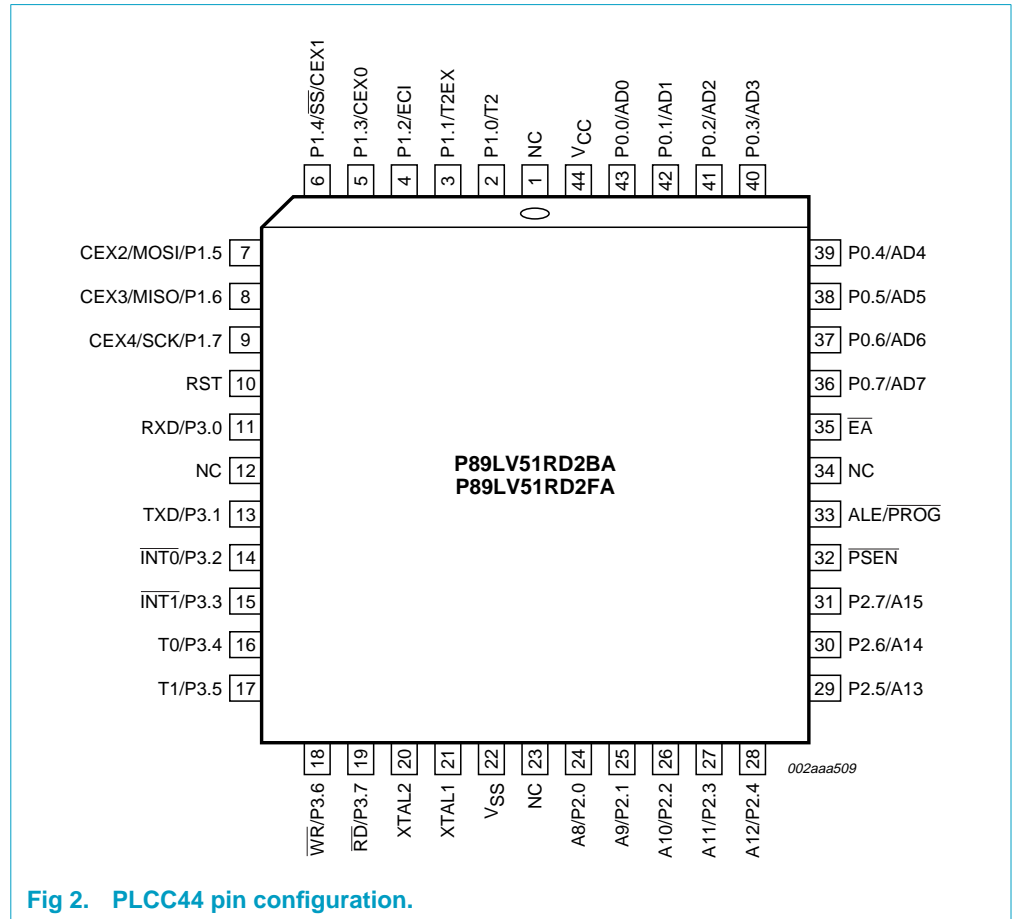 P1.4/SS/CEX1
P1.3/CEX0
P1.2/ECI
P1.1/T2EX
P1.0/T2
NC
VCC
P0.0/AD0
P0.1/AD1
P0.2/AD2
P0.3/AD3
6 5 4 3 2 1 44 43 42 41 40
CEX2/MOSI/P1.5 7
39 P0.4/AD4
CEX3/MISO/P1.6 8
38 P0.5/AD5
CEX4/SCK/P1.7 9
37 P0.6/AD6
RST 10
36 P0.7/AD7
RXD/P3.0 11
35 EA
NC 12
34 NC
P89LV51RD2BA
P89LV51RD2FA
TXD/P3.1 13
33 ALE/PROG
INT0/P3.2 14
32 PSEN
INT1/P3.3 15
31 P2.7/A15
T0/P3.4 16
30 P2.6/A14
T1/P3.5 17
29 P2.5/A13
18 19 20 21 22 23 24 25 26 27 28
WR/P3.6
RD/P3.7
XTAL2
XTAL1
VSS
NC
A8/P2.0
A9/P2.1
A10/P2.2
A11/P2.3
A12/P2.4
002aaa509
Fig 2. PLCC44 pin configuration.